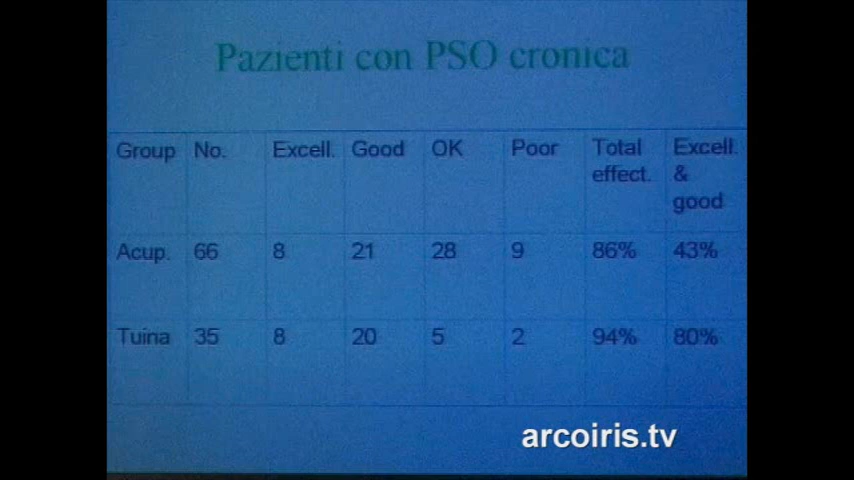 Pazienti con PSO cronica
Group No. Excell. Good OK Poor Total effect. Excell. & good
Acup. 66 8 21 28 9 86% 43%
Tuina 35 8 20 5 2 94% 80%
arcoiris.tv